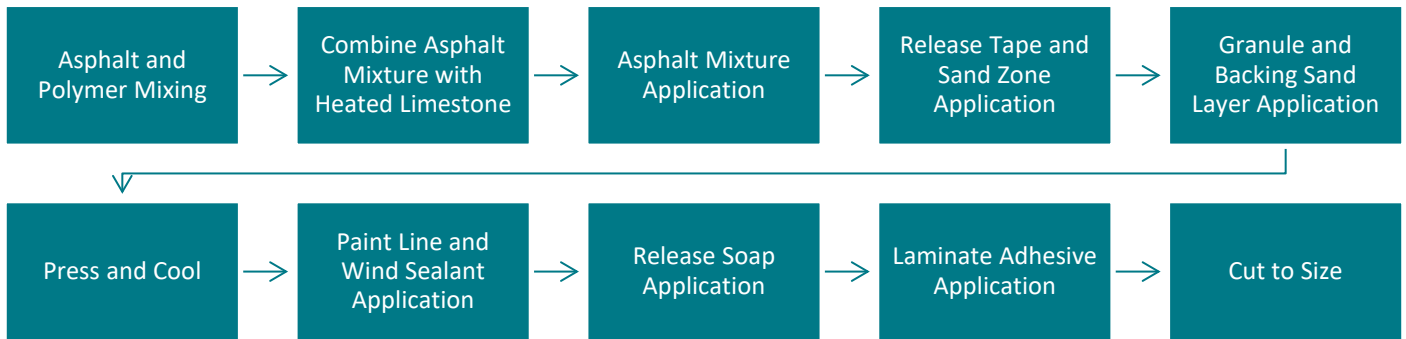 Asphalt and
Polymer Mixing
Combine Asphalt
Mixture with
Heated Limestone
Asphalt Mixture
Application
Release Tape and
Sand Zone
Application
Granule and
Backing Sand
Layer Application
Press and Cool
Paint Line and
Wind Sealant
Application
Release Soap
Application
Laminate Adhesive
Application
Cut to Size